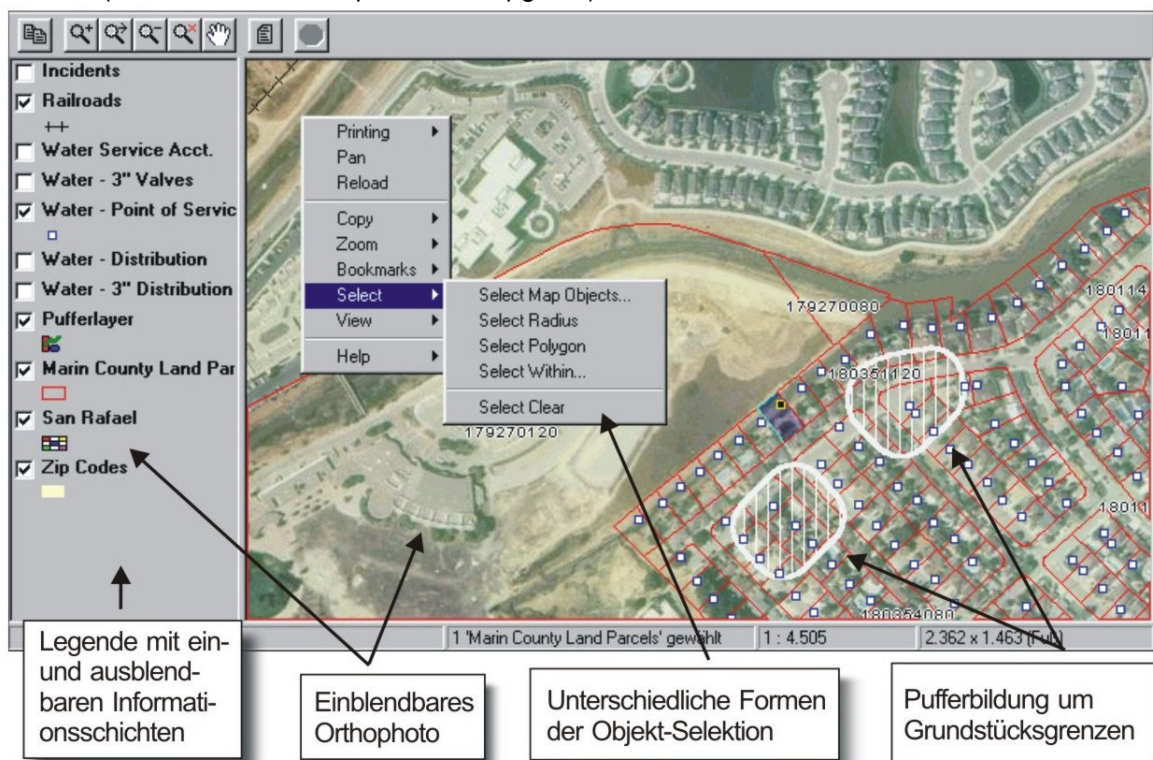 Incidents
Railroads
Water Service Acct.
Water - 3" Valves
Water - Point of Servic
Water - Distribution
Water - 3" Distribution
Pufferlayer
Marin County Land Par
San Rafael
Zip Codes
Printing
Pan
Reload
Copy
Zoom
Bookmarks
Select
View
Help
Select Map Objects...
Select Radius
Select Polygon
Select Within...
Select Clear
179270080
180114
18011
180351120
179270120
18011
180354080
1 'Marin County Land Parcels' gewählt
1 : 4.505
2.362 x 1.463 (Fuß)
Legende mit ein-
und ausblend-
baren Informati-
onsschichten
Einblendbares
Orthophoto
Unterschiedliche Formen
der Objekt-Selektion
Pufferbildung um
Grundstücksgrenzen